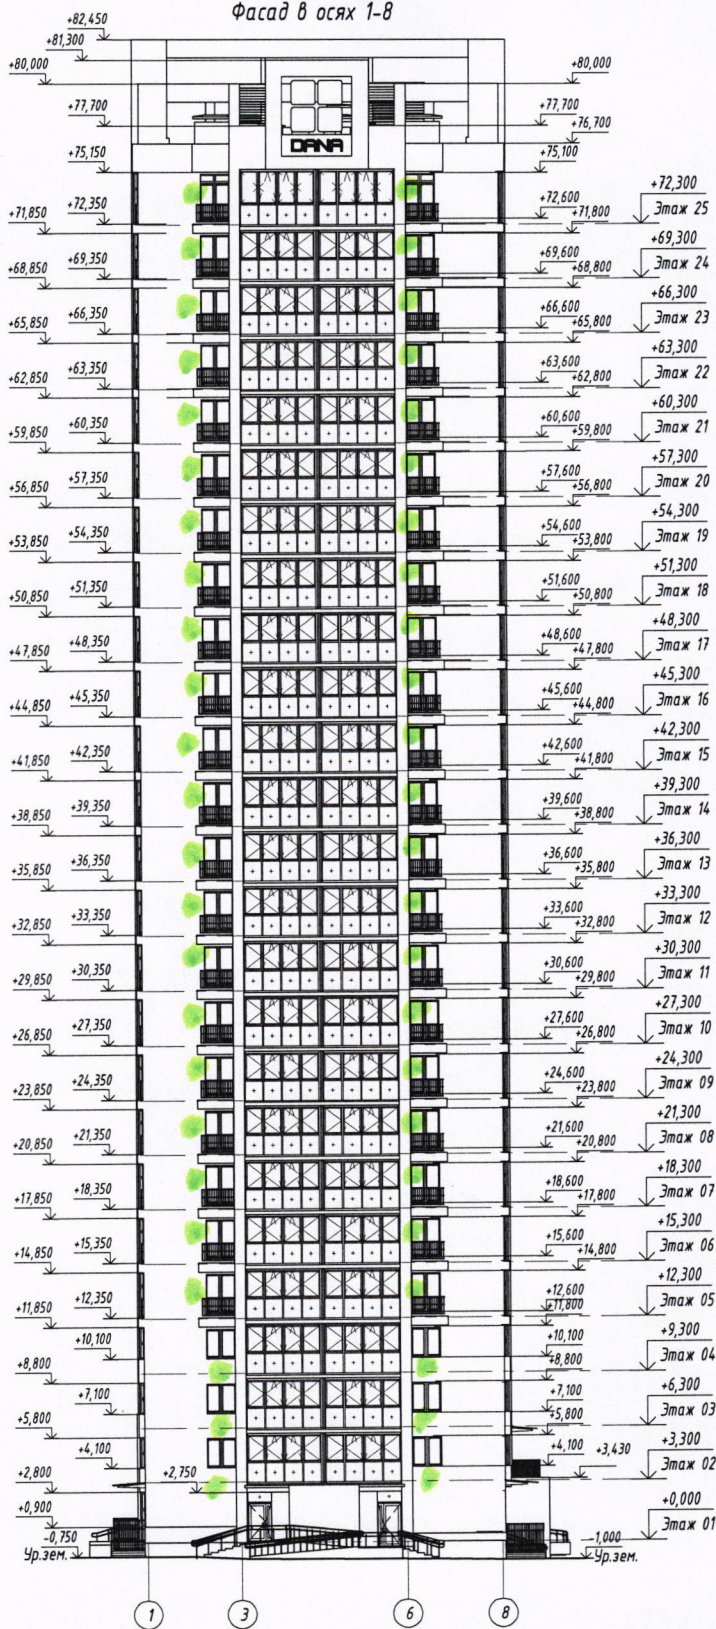 Фасад в осях 1-8
+82,450
+81,300
+80,000 +80,000
+77,700 +77,700
+76,700
DANA
+75,150 +75,100
+72,300
+72,350 +72,600
+71,850 +71,800 Этаж 25
+69,300
+69,350 +69,600 Этаж 24
+68,850 +68,800
+66,300
+66,350 +66,600 Этаж 23
+65,850 +65,800
+63,300
+63,350 +63,600 Этаж 22
+62,850 +62,800
+60,300
+60,350 +60,600 Этаж 21
+59,850 +59,800
+57,300
+57,350 +57,600 Этаж 20
+56,850 +56,800
+54,300
+54,350 +54,600 Этаж 19
+53,850 +53,800
+51,300
+51,350 +51,600 Этаж 18
+50,850 +50,800
+48,300
+48,350 +48,600 Этаж 17
+47,850 +47,800
+45,300
+45,350 +45,600 Этаж 16
+44,850 +44,800
+42,300
+42,350 +42,600 Этаж 15
+41,850 +41,800
+39,300
+39,350 +39,600 Этаж 14
+38,850 +38,800
+36,300
+36,350 +36,600 Этаж 13
+35,850 +35,800
+33,300
+33,350 +33,600 Этаж 12
+32,850 +32,800
+30,300
+30,350 +30,600 Этаж 11
+29,850 +29,800
+27,300
+27,350 +27,600 Этаж 10
+26,850 +26,800
+24,300
+24,350 +24,600 Этаж 09
+23,850 +23,800
+21,300
+21,350 +21,600 Этаж 08
+20,850 +20,800
+18,300
+18,350 +18,600 Этаж 07
+17,850 +17,800
+15,300
+15,350 +15,600 Этаж 06
+14,850 +14,800
+12,300
+12,350 +12,600 Этаж 05
+11,850 +11,800
+9,300
+10,100 +10,100 Этаж 04
+8,800 +8,800
+6,300
+7,100 +7,100 Этаж 03
+5,800 +5,800
+3,300
+4,100 +4,100 +3,430 Этаж 02
+2,800 +2,750
+0,900 +0,000
Этаж 01
-0,750 -1,000
Ур.зем. Ур.зем.
1 3 6 8